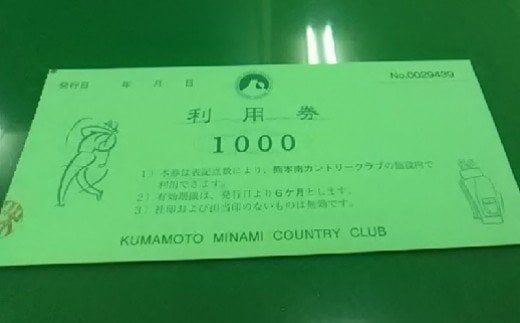 発行日 年 月 日
No.0029439
利用券
1000
1) 本券は表記点数により、熊本南カントリークラブの施設内で
利用できます。
2) 有効期限は、発行日より6ケ月とします。
3) 社印および担当印のないものは無効です。
KUMAMOTO MINAMI COUNTRY CLUB